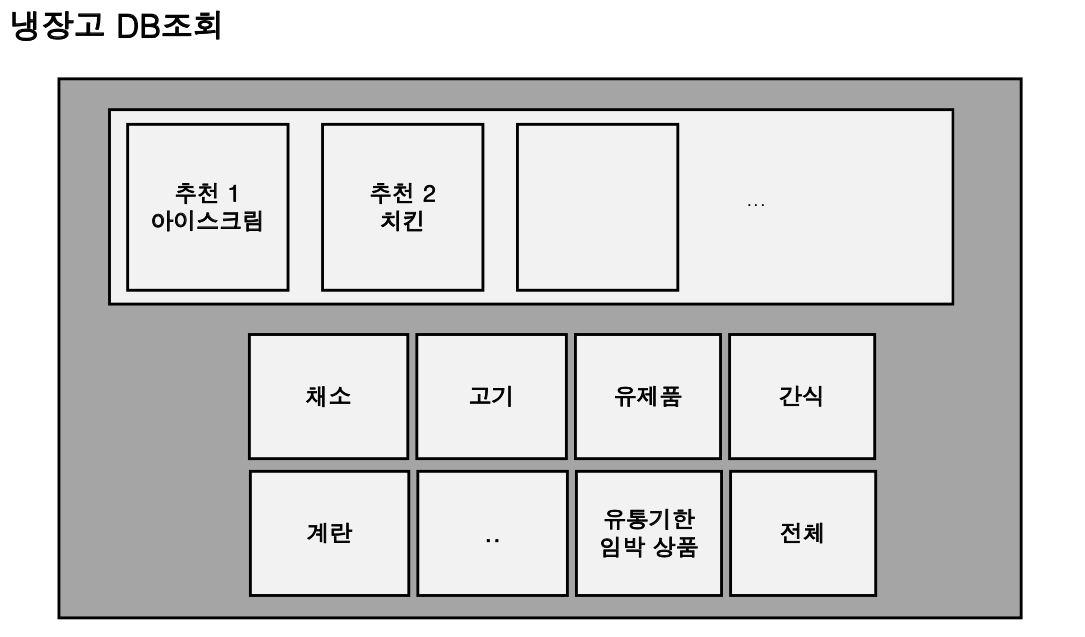 냉장고 DB조회
추천 1
아이스크림
추천 2
치킨
...
채소
고기
유제품
간식
계란
..
유통기한
임박 상품
전체